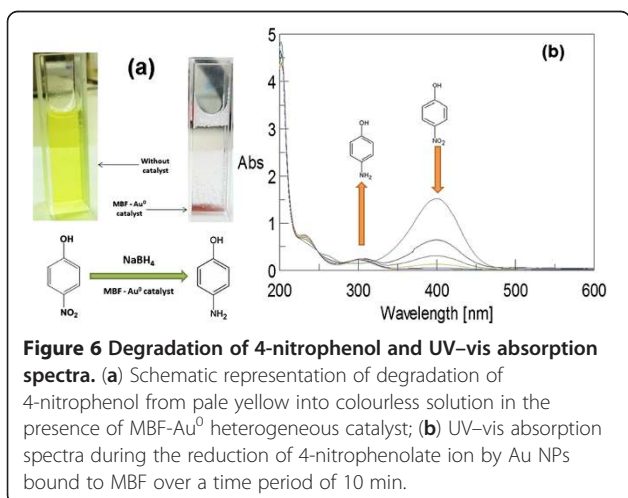 (a)
Without
catalyst
MBF - Au⁰
catalyst
OH
NO₂
NaBH₄
MBF - Au⁰ catalyst
OH
NH₂
(b)
5
4
3
Abs
2
1
0
200
300
400
500
600
Wavelength [nm]
OH
NH₂
OH
NO₂
Figure 6 Degradation of 4-nitrophenol and UV–vis absorption
spectra. (a) Schematic representation of degradation of
4-nitrophenol from pale yellow into colourless solution in the
presence of MBF-Au⁰ heterogeneous catalyst; (b) UV–vis absorption
spectra during the reduction of 4-nitrophenolate ion by Au NPs
bound to MBF over a time period of 10 min.